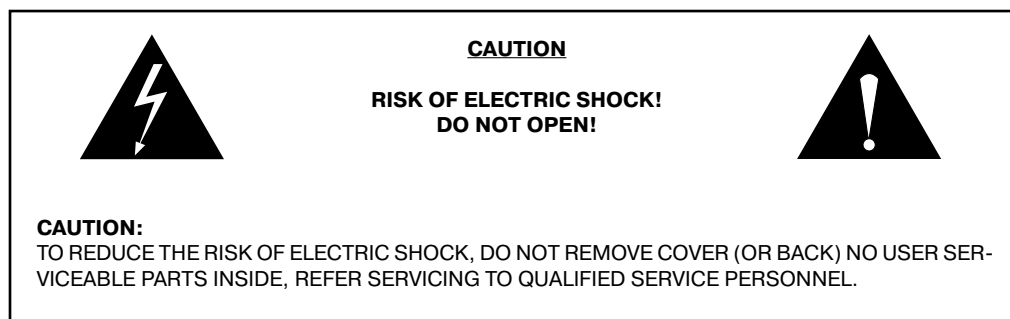 CAUTION
RISK OF ELECTRIC SHOCK!
DO NOT OPEN!
CAUTION:
TO REDUCE THE RISK OF ELECTRIC SHOCK, DO NOT REMOVE COVER (OR BACK) NO USER SER-
VICEABLE PARTS INSIDE, REFER SERVICING TO QUALIFIED SERVICE PERSONNEL.